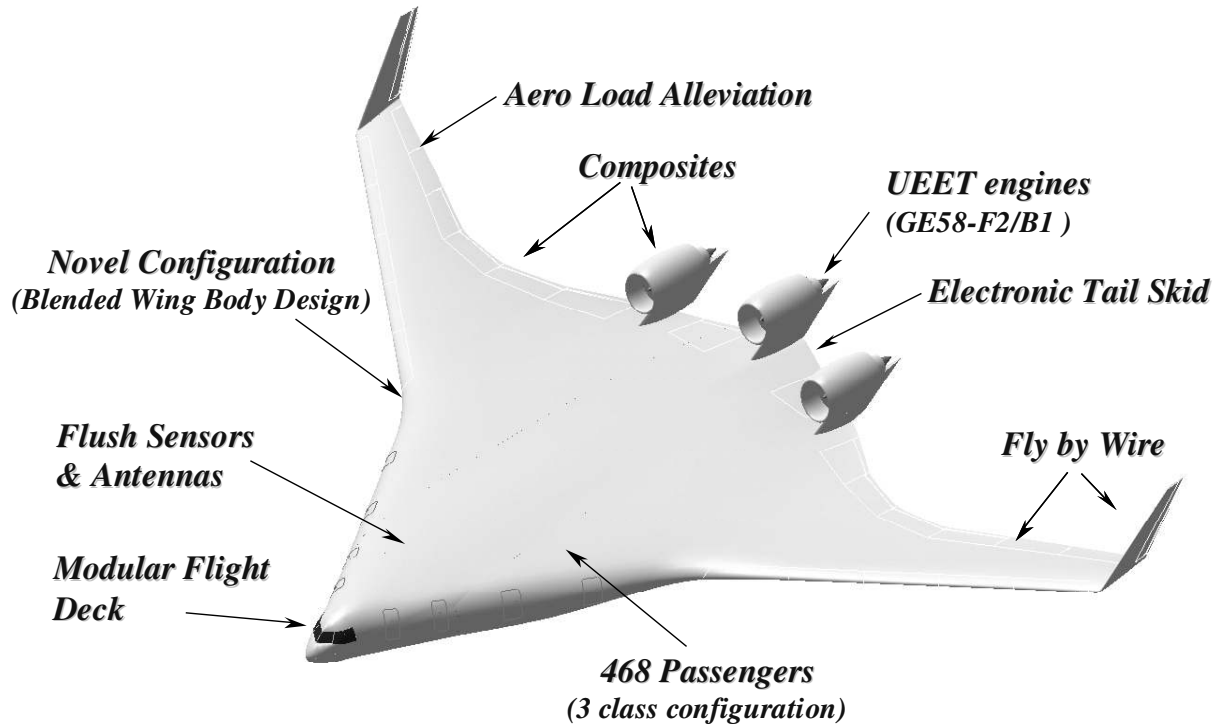 Aero Load Alleviation
Composites
UEET engines
(GE58-F2/B1 )
Novel Configuration
(Blended Wing Body Design)
Electronic Tail Skid
Flush Sensors
& Antennas
Fly by Wire
Modular Flight
Deck
468 Passengers
(3 class configuration)